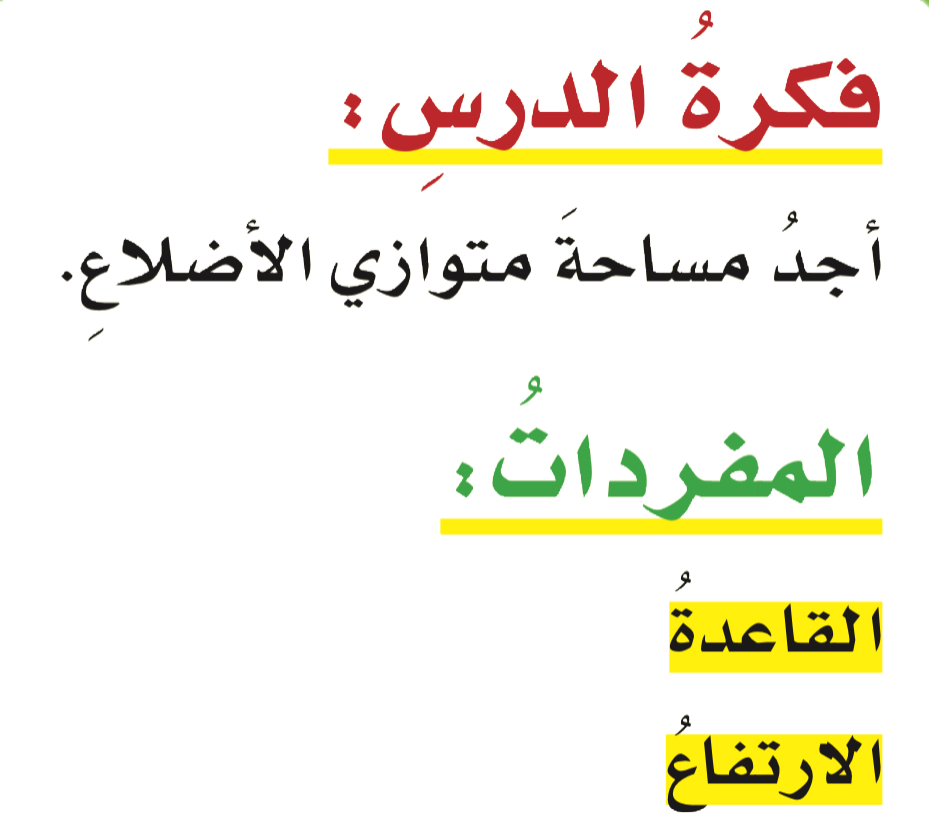 فكرةُ الدرسِ :
أجدُ مساحةَ متوازي الأضلاعِ.
المفرداتُ :
القاعدةُ
الارتفاعُ